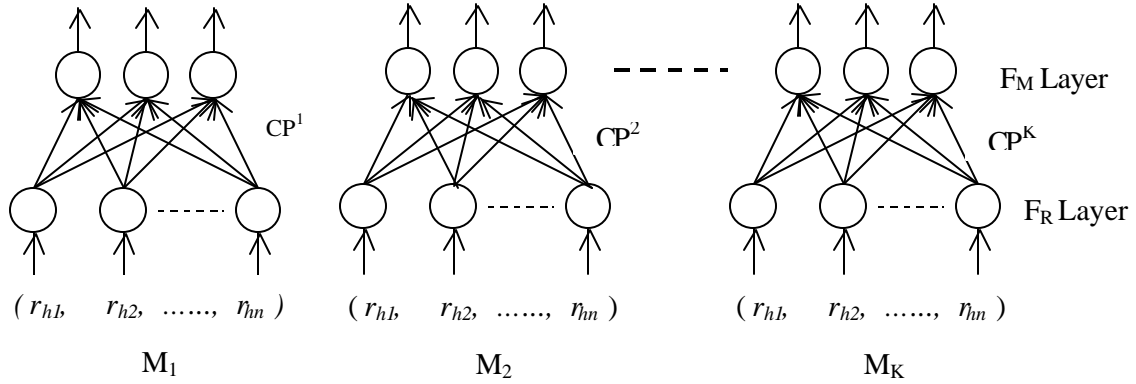 F_M Layer
CP^1 CP^2 CP^K
F_R Layer
(r_h1, r_h2, ......, r_hn) (r_h1, r_h2, ......, r_hn) (r_h1, r_h2, ......, r_hn)
M_1 M_2 M_K